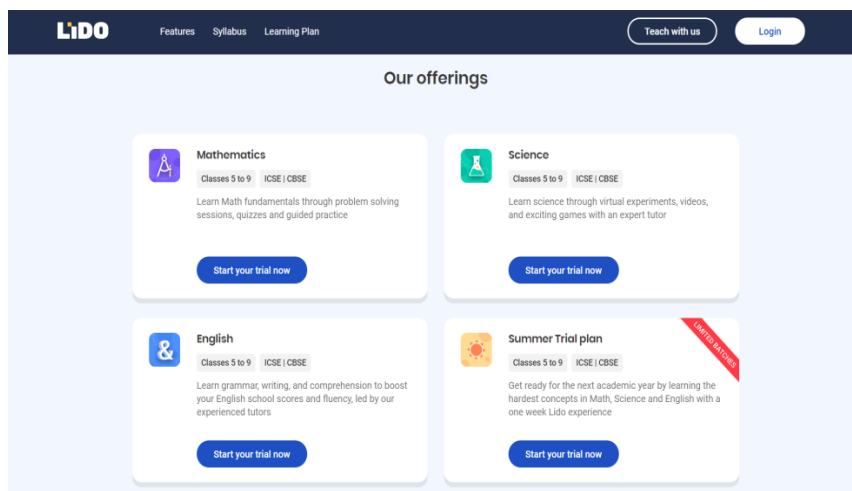 LiDO
Features Syllabus Learning Plan
Teach with us
Login
Our offerings
Mathematics
Classes 5 to 9 ICSE | CBSE
Learn Math fundamentals through problem solving
sessions, quizzes and guided practice
Start your trial now
Science
Classes 5 to 9 ICSE | CBSE
Learn science through virtual experiments, videos,
and exciting games with an expert tutor
Start your trial now
English
&
Classes 5 to 9 ICSE | CBSE
Learn grammar, writing, and comprehension to boost
your English school scores and fluency, led by our
experienced tutors
Start your trial now
Summer Trial plan
LIMITED BATCHES
Classes 5 to 9 ICSE | CBSE
Get ready for the next academic year by learning the
hardest concepts in Math, Science and English with a
one week Lido experience
Start your trial now